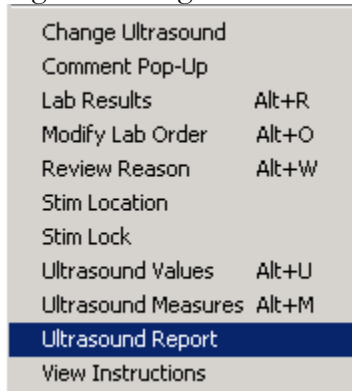 Change Ultrasound
Comment Pop-Up
Lab Results Alt+R
Modify Lab Order Alt+O
Review Reason Alt+W
Stim Location
Stim Lock
Ultrasound Values Alt+U
Ultrasound Measures Alt+M
Ultrasound Report
View Instructions